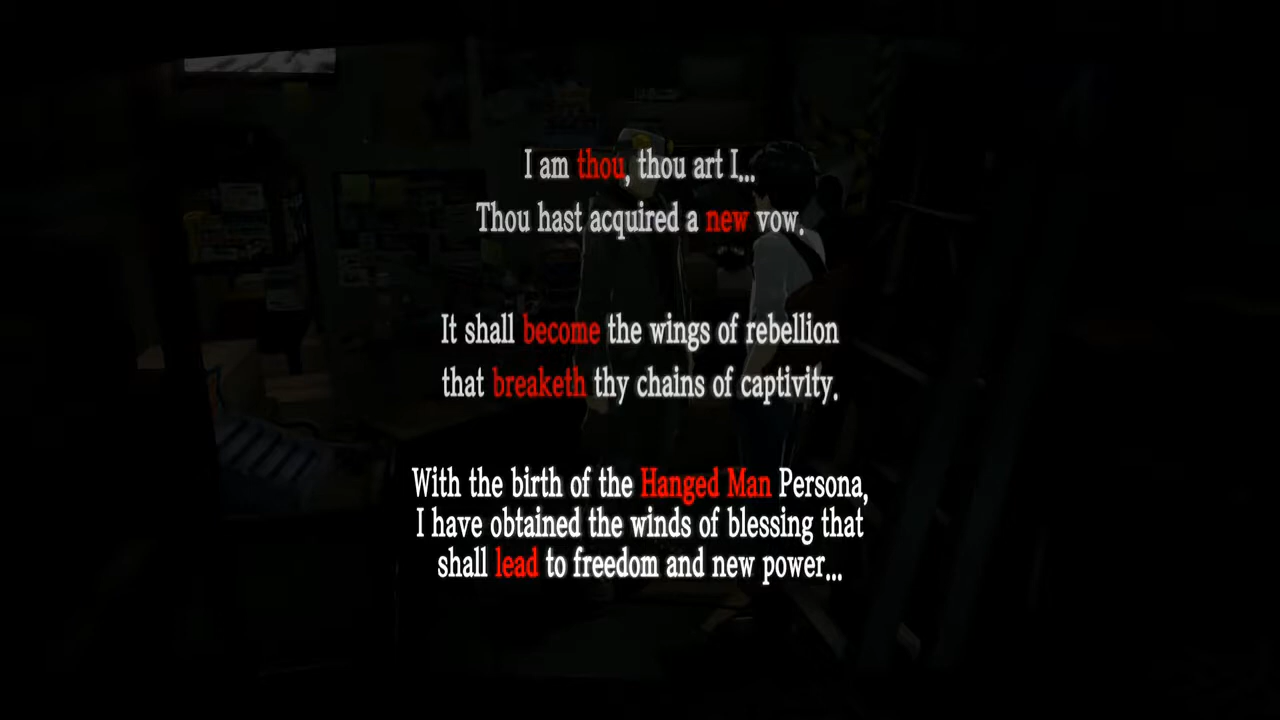 I am thou, thou art I...
Thou hast acquired a new vow.
It shall become the wings of rebellion
that breaketh thy chains of captivity.
With the birth of the Hanged Man Persona,
I have obtained the winds of blessing that
shall lead to freedom and new power...